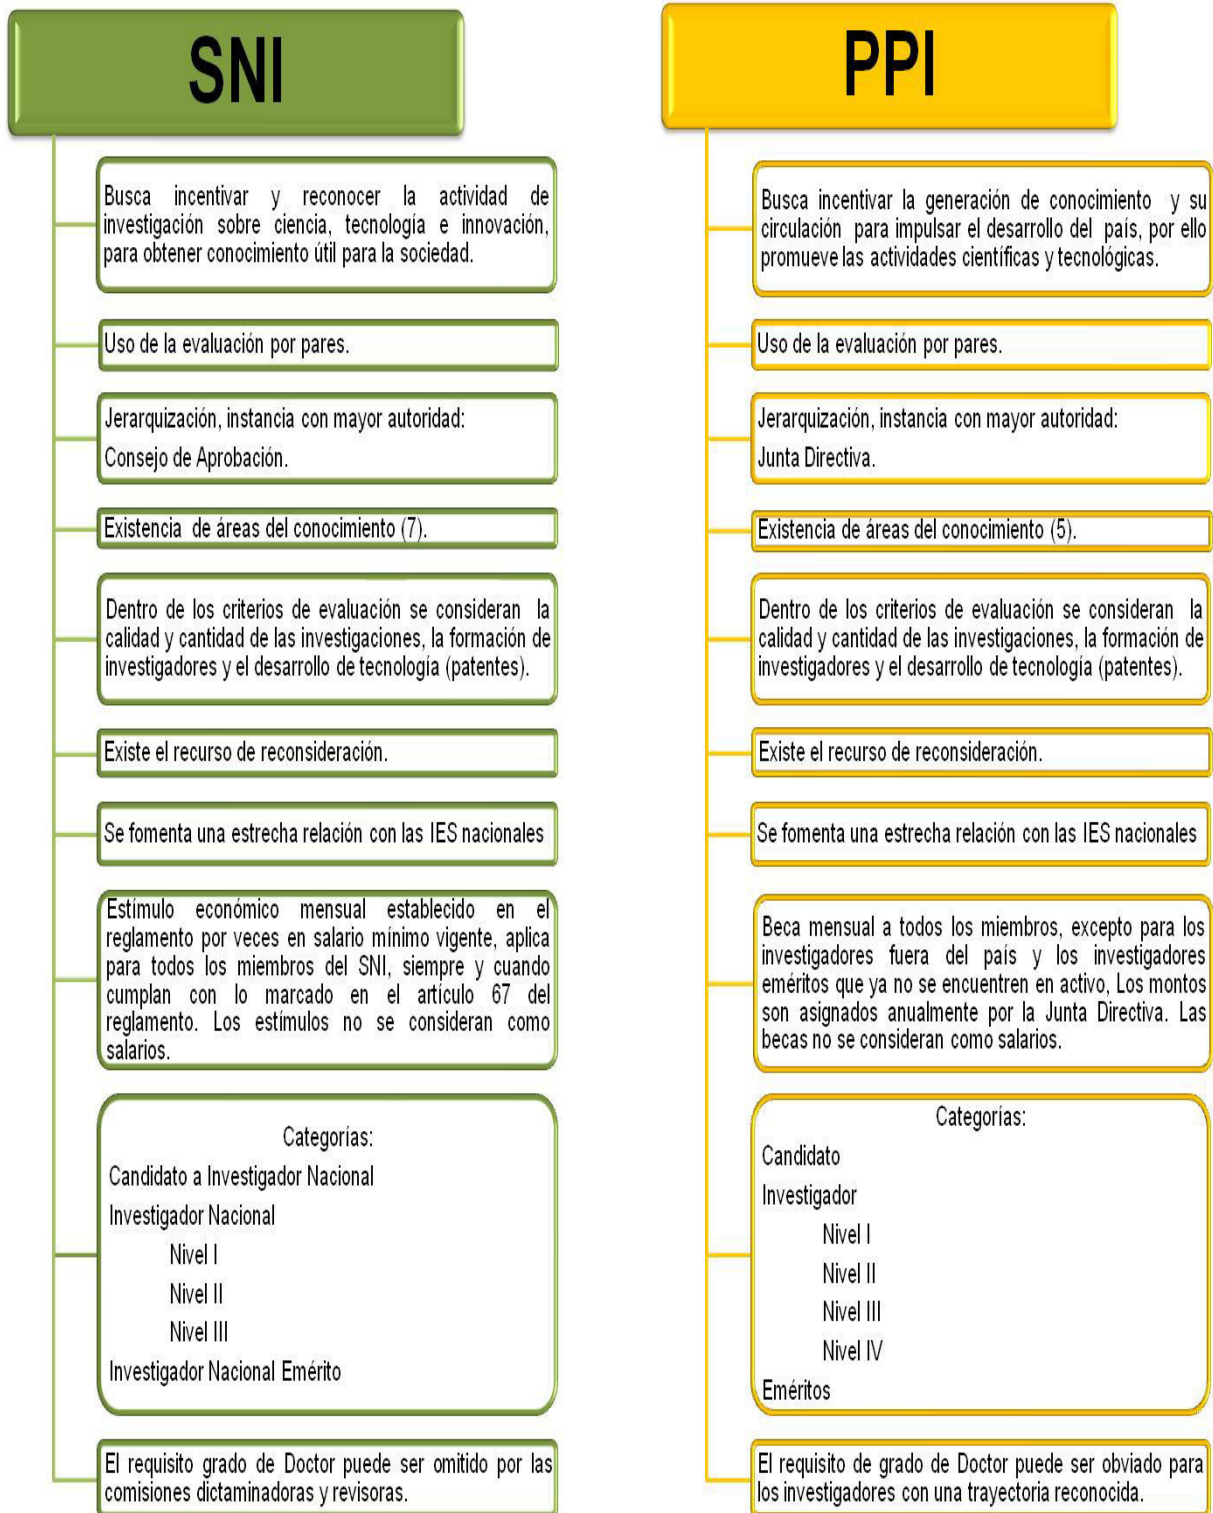 SNI
Busca incentivar y reconocer la actividad de
investigación sobre ciencia, tecnología e innovación,
para obtener conocimiento útil para la sociedad.
Uso de la evaluación por pares.
Jerarquización, instancia con mayor autoridad:
Consejo de Aprobación.
Existencia de áreas del conocimiento (7).
Dentro de los criterios de evaluación se consideran la
calidad y cantidad de las investigaciones, la formación de
investigadores y el desarrollo de tecnología (patentes).
Existe el recurso de reconsideración.
Se fomenta una estrecha relación con las IES nacionales
Estímulo económico mensual establecido en el
reglamento por veces en salario mínimo vigente, aplica
para todos los miembros del SNI, siempre y cuando
cumplan con lo marcado en el artículo 67 del
reglamento. Los estímulos no se consideran como
salarios.
Categorías:
Candidato a Investigador Nacional
Investigador Nacional
Nivel I
Nivel II
Nivel III
Investigador Nacional Emérito
El requisito grado de Doctor puede ser omitido por las
comisiones dictaminadoras y revisoras.
PPI
Busca incentivar la generación de conocimiento y su
circulación para impulsar el desarrollo del país, por ello
promueve las actividades científicas y tecnológicas.
Uso de la evaluación por pares.
Jerarquización, instancia con mayor autoridad:
Junta Directiva.
Existencia de áreas del conocimiento (5).
Dentro de los criterios de evaluación se consideran la
calidad y cantidad de las investigaciones, la formación de
investigadores y el desarrollo de tecnología (patentes).
Existe el recurso de reconsideración.
Se fomenta una estrecha relación con las IES nacionales
Beca mensual a todos los miembros, excepto para los
investigadores fuera del país y los investigadores
eméritos que ya no se encuentren en activo, Los montos
son asignados anualmente por la Junta Directiva. Las
becas no se consideran como salarios.
Categorías:
Candidato
Investigador
Nivel I
Nivel II
Nivel III
Nivel IV
Eméritos
El requisito de grado de Doctor puede ser obviado para
los investigadores con una trayectoria reconocida.